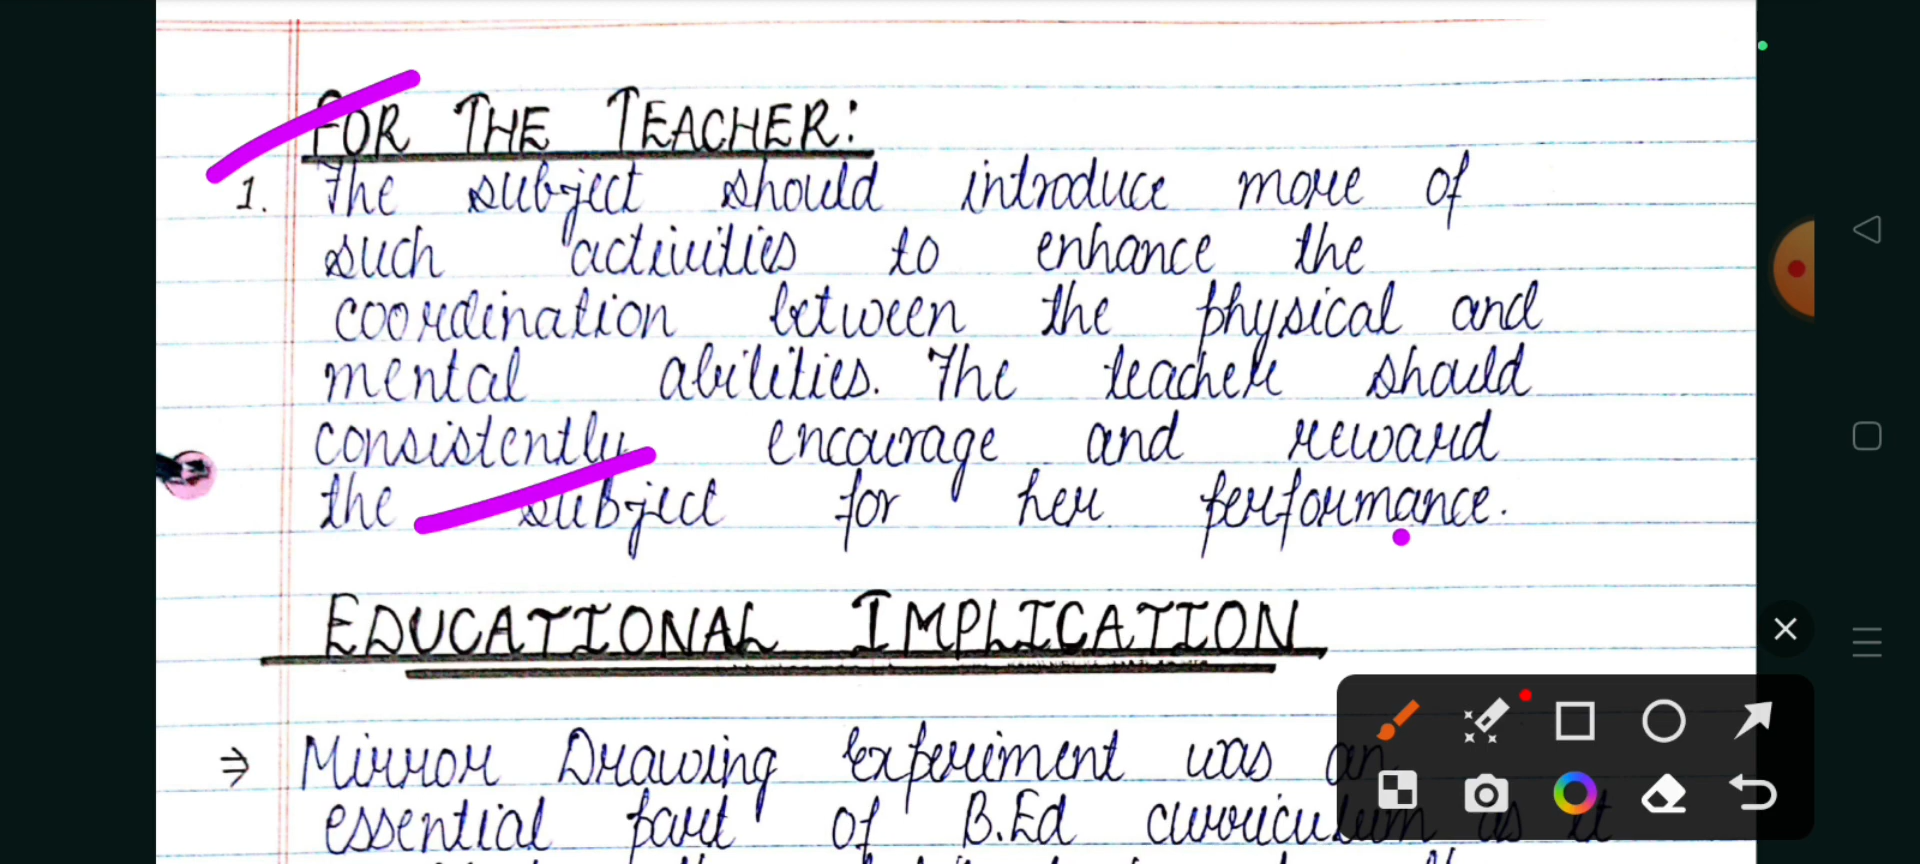 FOR THE TEACHER:
1. The subject should introduce more of
such activities to enhance the
coordination between the physical and
mental abilities. The teacher should
consistently encourage and reward
the subject for her performance.
EDUCATIONAL IMPLICATION
⇒ Mirror Drawing experiment was an
essential part of B.Ed curriculum as it